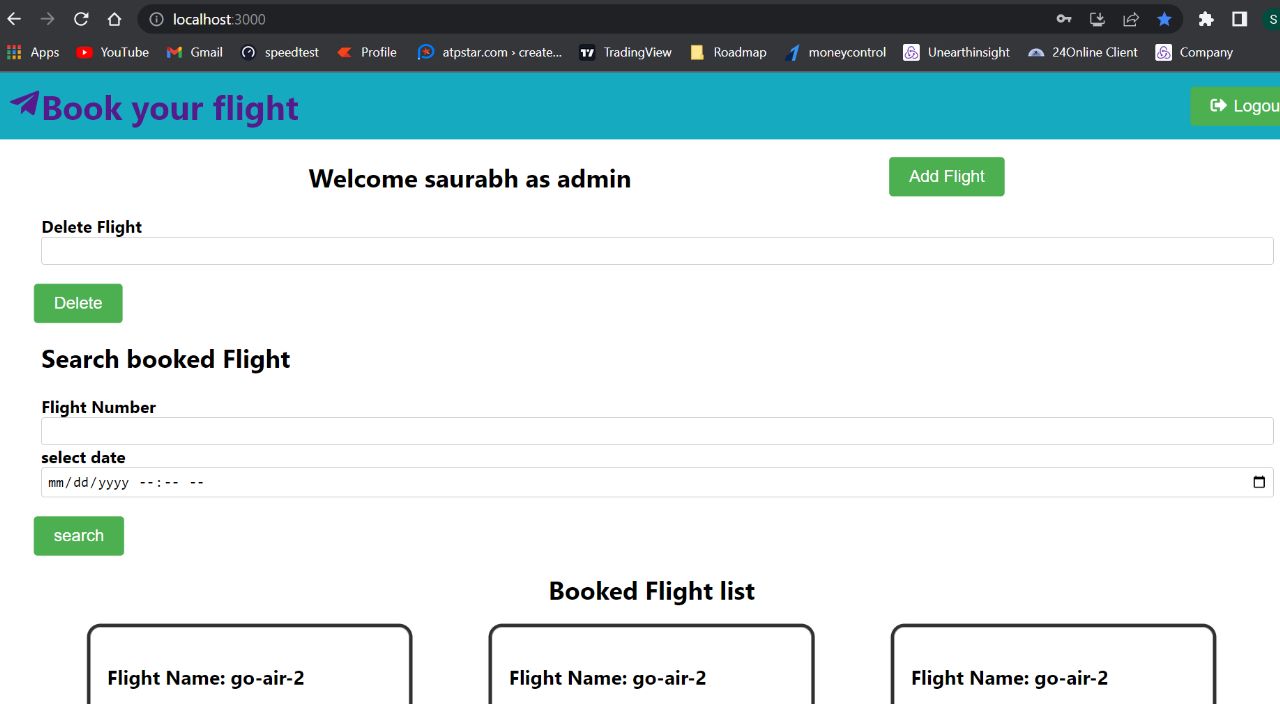 localhost:3000
Apps YouTube Gmail speedtest Profile atpstar.com › create... TradingView Roadmap moneycontrol Unearthinsight 24Online Client Company
Book your flight Logou
Welcome saurabh as admin Add Flight
Delete Flight
Delete
Search booked Flight
Flight Number
select date
mm/dd/yyyy --:-- --
search
Booked Flight list
Flight Name: go-air-2 Flight Name: go-air-2 Flight Name: go-air-2